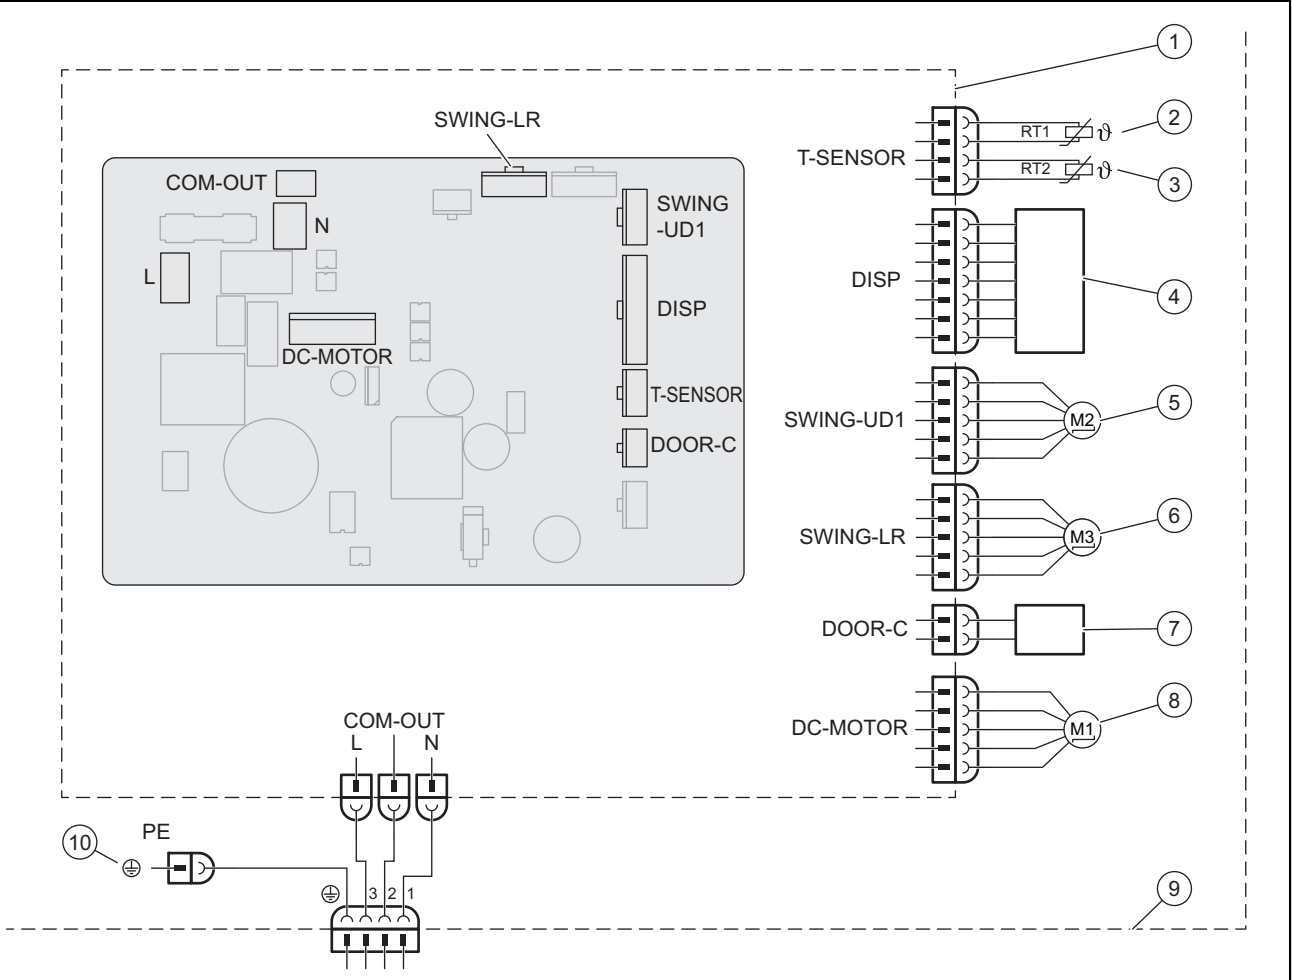 1
SWING-LR
2
RT1 ϑ
T-SENSOR
RT2 ϑ
3
COM-OUT
SWING
-UD1
N
L
DISP
4
DISP
DC-MOTOR
T-SENSOR
SWING-UD1
M2
5
DOOR-C
6
SWING-LR
M3
DOOR-C
7
8
DC-MOTOR
M1
COM-OUT
L
N
PE
10
3
2
1
9